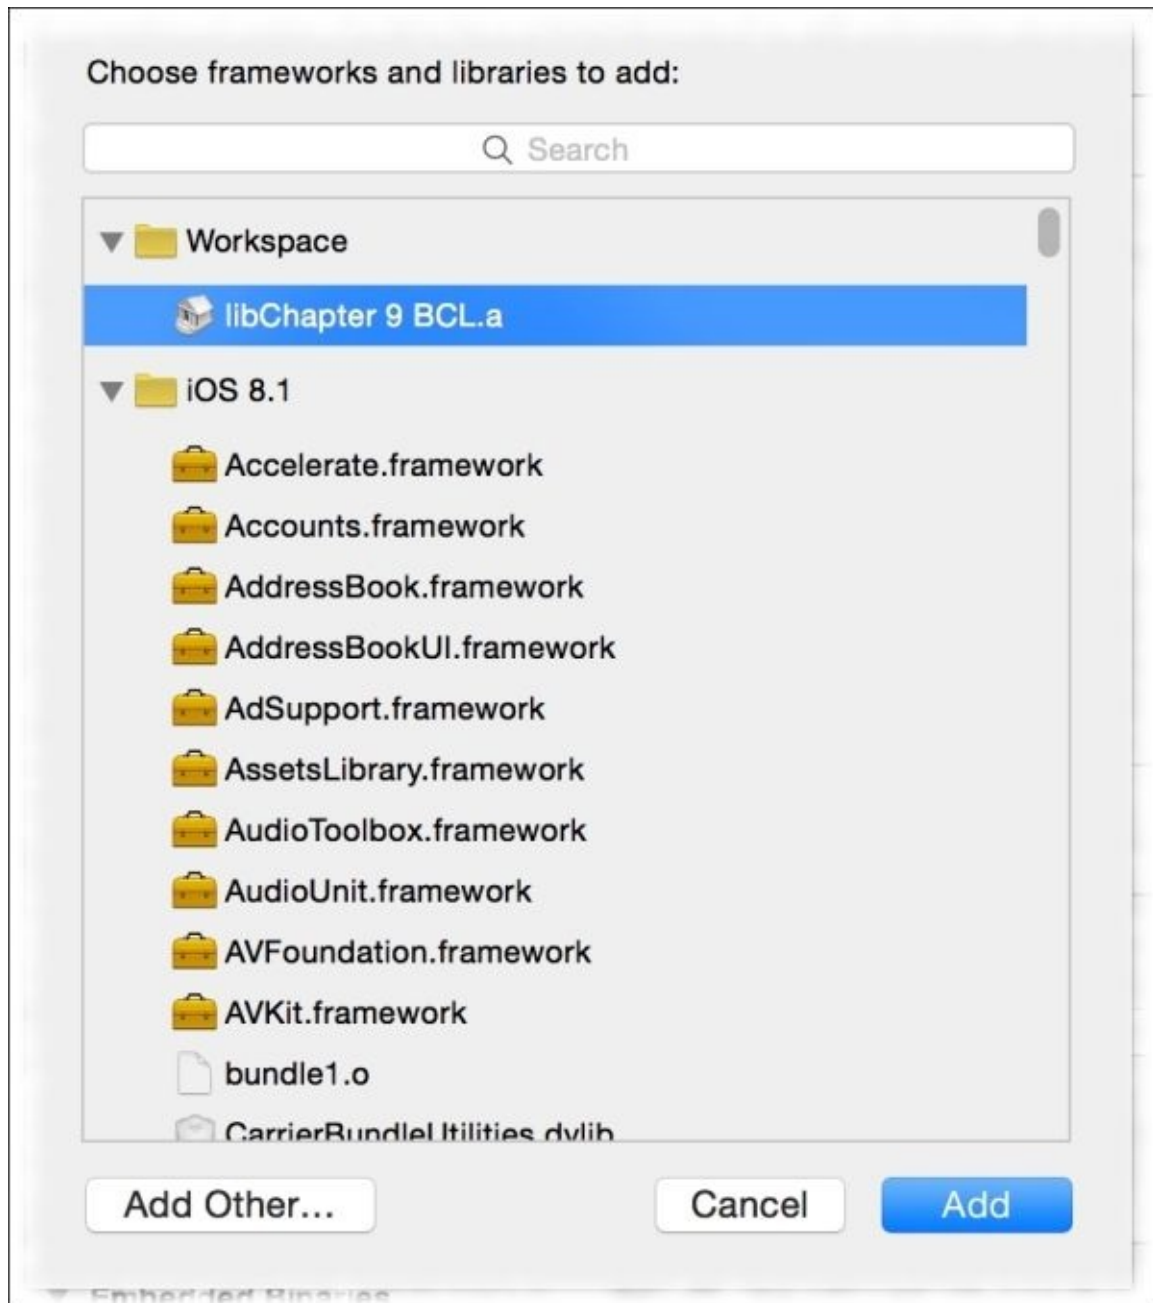 Choose frameworks and libraries to add:
Search
Workspace
libChapter 9 BCL.a
iOS 8.1
Accelerate.framework
Accounts.framework
AddressBook.framework
AddressBookUI.framework
AdSupport.framework
AssetsLibrary.framework
AudioToolbox.framework
AudioUnit.framework
AVFoundation.framework
AVKit.framework
bundle1.o
CarrierBundleUtilities.dylib
Add Other...
Cancel
Add
Embedded Binaries